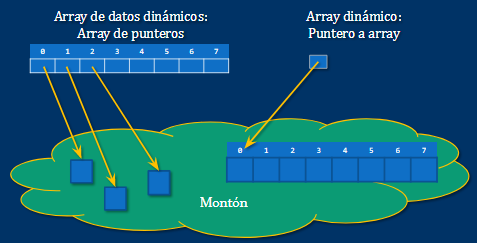 Array de datos dinámicos:
Array de punteros
0 1 2 3 4 5 6 7
Array dinámico:
Puntero a array
0 1 2 3 4 5 6 7
Montón